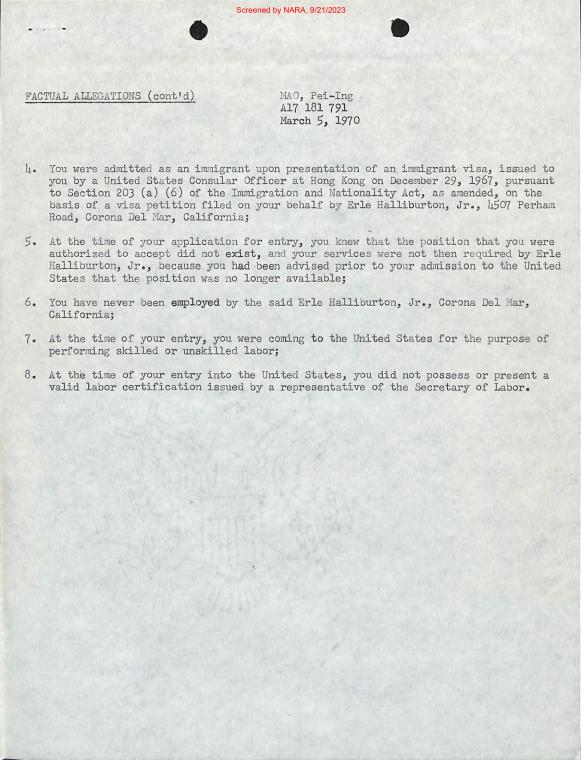 Screened by NARA, 9/21/2023
FACTUAL ALLEGATIONS (cont'd)
MAO, Pei-Ing
A17 181 791
March 5, 1970
4. You were admitted as an immigrant upon presentation of an immigrant visa, issued to
you by a United States Consular Officer at Hong Kong on December 29, 1967, pursuant
to Section 203 (a) (6) of the Immigration and Nationality Act, as amended, on the
basis of a visa petition filed on your behalf by Erle Halliburton, Jr., 4507 Perham
Road, Corona Del Mar, California;
5. At the time of your application for entry, you knew that the position that you were
authorized to accept did not exist, and your services were not then required by Erle
Halliburton, Jr., because you had been advised prior to your admission to the United
States that the position was no longer available;
6. You have never been employed by the said Erle Halliburton, Jr., Corona Del Mar,
California;
7. At the time of your entry, you were coming to the United States for the purpose of
performing skilled or unskilled labor;
8. At the time of your entry into the United States, you did not possess or present a
valid labor certification issued by a representative of the Secretary of Labor.